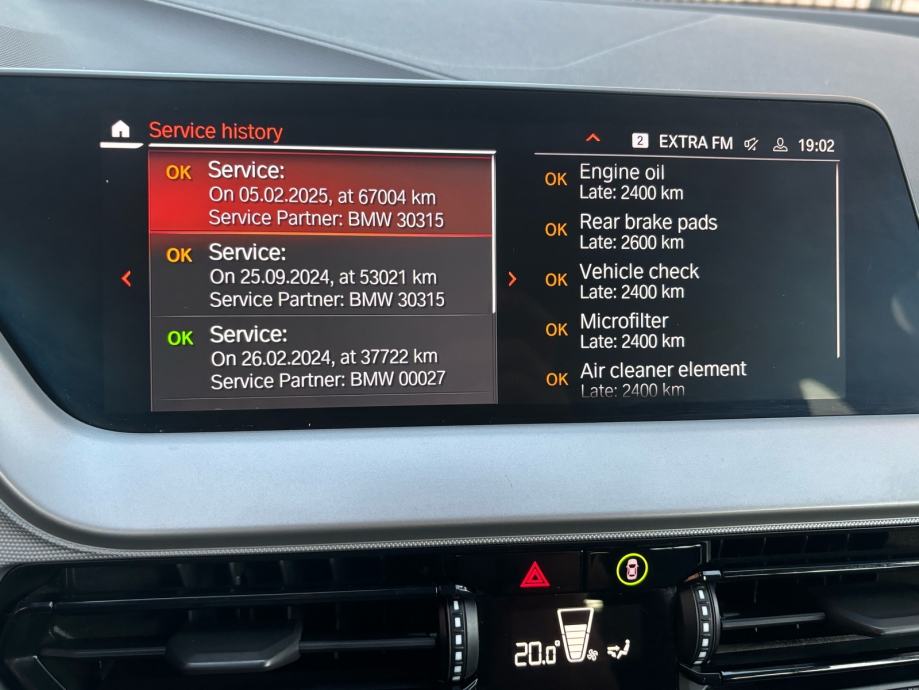 Service history
2 EXTRA FM 19:02
OK Service:
On 05.02.2025, at 67004 km
Service Partner: BMW 30315
OK Service:
On 25.09.2024, at 53021 km
Service Partner: BMW 30315
OK Service:
On 26.02.2024, at 37722 km
Service Partner: BMW 00027
OK Engine oil
Late: 2400 km
OK Rear brake pads
Late: 2600 km
OK Vehicle check
Late: 2400 km
OK Microfilter
Late: 2400 km
OK Air cleaner element
Late: 2400 km
20.0°